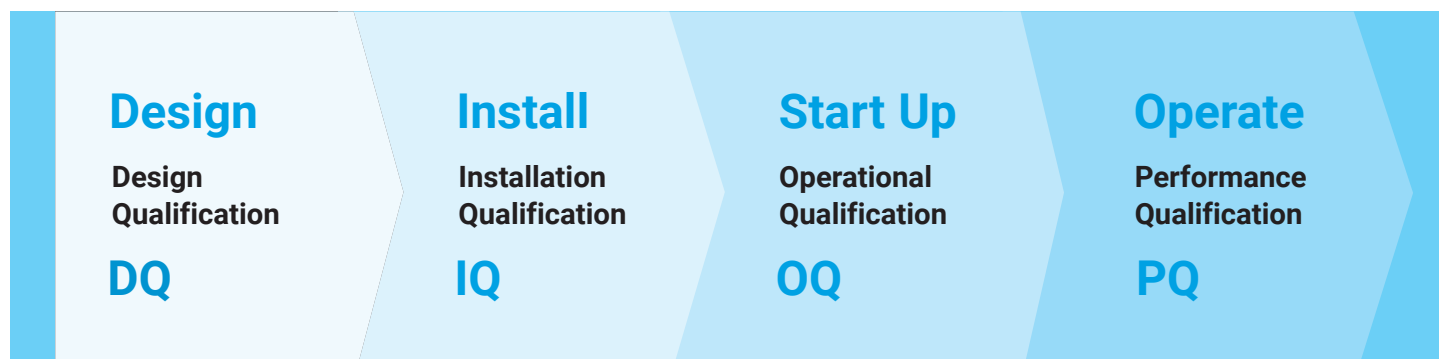 Design
Design
Qualification
DQ
Install
Installation
Qualification
IQ
Start Up
Operational
Qualification
OQ
Operate
Performance
Qualification
PQ